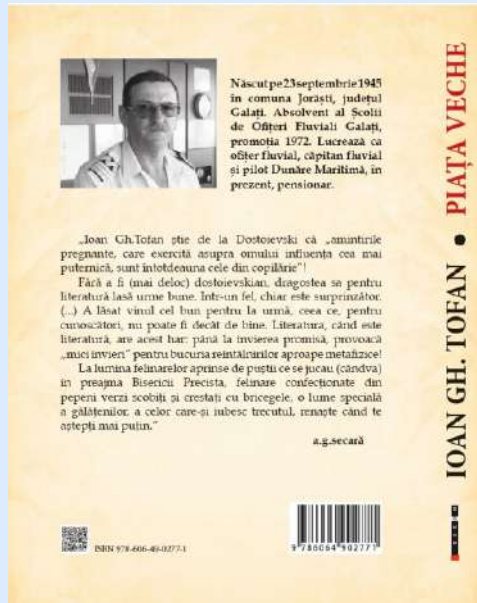 Născut pe 23 septembrie 1945
în comuna Jorăști, județul
Galați. Absolvent al Școlii
de Ofițeri Fluviali Galați,
promoția 1972. Lucrează ca
ofițer fluvial, căpitan fluvial
și pilot Dunăre Maritimă, în
prezent, pensionar.
„Ioan Gh.Tofan știe de la Dostoievski că „amintirile
pregnante, care exercită asupra omului influența cea mai
puternică, sunt întotdeauna cele din copilărie”!
Fără a fi (mai deloc) dostoievskian, dragostea sa pentru
literatură lasă urme bune. Într-un fel, chiar este surprinzător.
(...) A lăsat vinul cel bun pentru la urmă, ceea ce, pentru
cunoscători, nu poate fi decât de bine. Literatura, când este
literatură, are acest har: până la învierea promisă, provoacă
„mici învieri” pentru bucuria reîntâlnirilor aproape metafizice!
La lumina felinarelor aprinse de puștii ce se jucau (cândva)
în preajma Bisericii Precista, felinare confecționate din
pepeni verzi scobiți și crestați cu bricegele, o lume specială
a gălățenilor, a celor care-și iubesc trecutul, renaște când te
aștepți mai puțin.”
a.g.secară
ISBN 978-606-49-0277-1
9 786064 902771
IOAN GH. TOFAN • PIAȚA VECHE